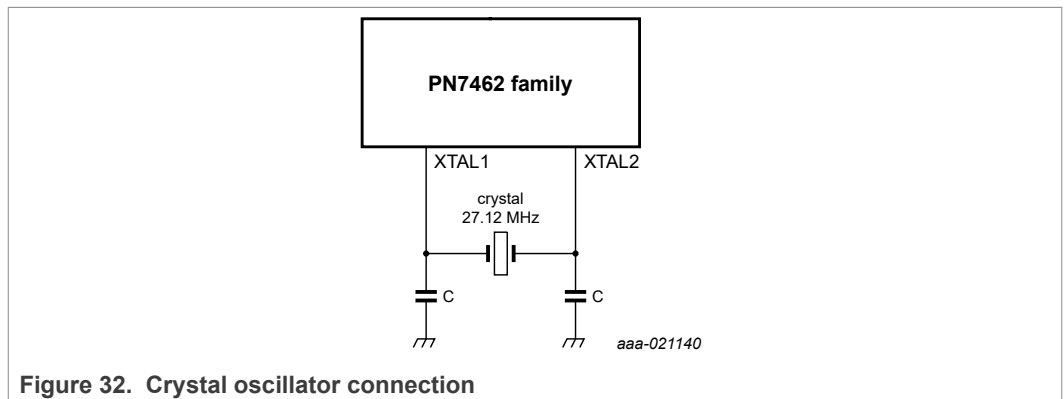 PN7462 family
XTAL1
XTAL2
crystal
27.12 MHz
C
C
aaa-021140
Figure 32. Crystal oscillator connection